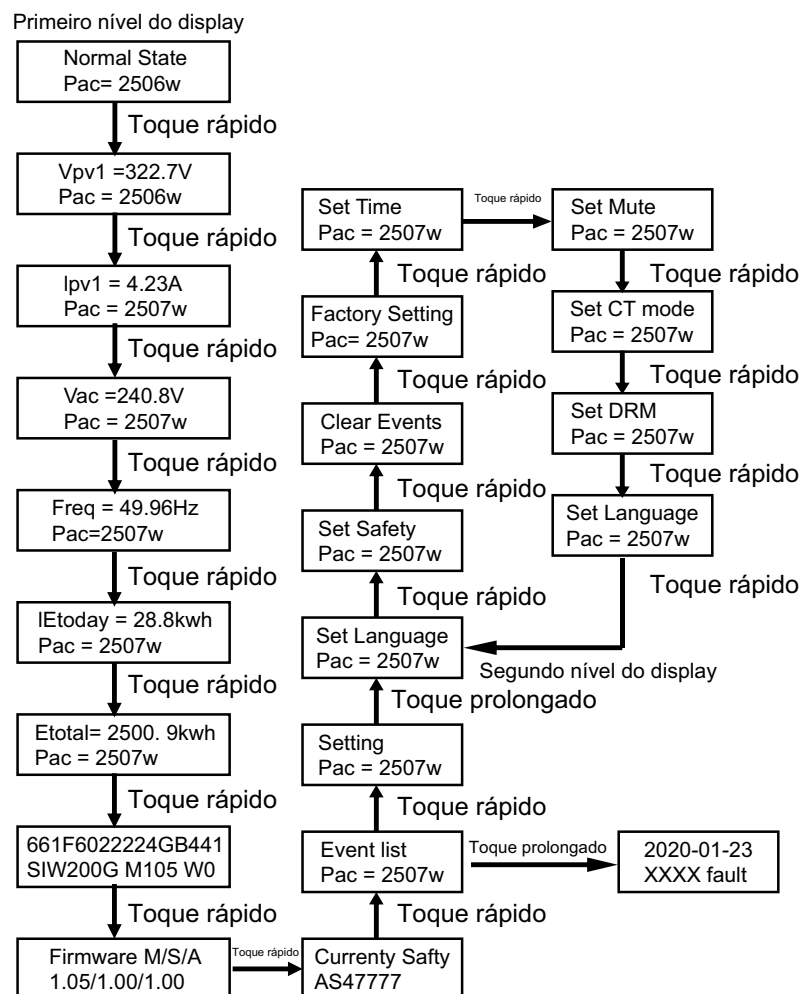 Primeiro nível do display
Normal State
Pac= 2506w
Toque rápido
Vpv1 =322.7V
Pac = 2506w
Toque rápido
Ipv1 = 4.23A
Pac = 2507w
Toque rápido
Vac =240.8V
Pac = 2507w
Toque rápido
Freq = 49.96Hz
Pac=2507w
Toque rápido
IEtoday = 28.8kwh
Pac = 2507w
Toque rápido
Etotal= 2500. 9kwh
Pac = 2507w
Toque rápido
661F6022224GB441
SIW200G M105 W0
Toque rápido
Firmware M/S/A
1.05/1.00/1.00
Toque rápido
Currenty Safty
AS47777
Toque rápido
Event list
Pac = 2507w
Toque prolongado
2020-01-23
XXXX fault
Toque rápido
Setting
Pac = 2507w
Toque prolongado
Set Language
Pac = 2507w
Segundo nível do display
Toque rápido
Set Safety
Pac = 2507w
Toque rápido
Clear Events
Pac = 2507w
Toque rápido
Factory Setting
Pac= 2507w
Toque rápido
Set Time
Pac = 2507w
Toque rápido
Set Mute
Pac = 2507w
Toque rápido
Set CT mode
Pac = 2507w
Toque rápido
Set DRM
Pac = 2507w
Toque rápido
Set Language
Pac = 2507w
Toque rápido